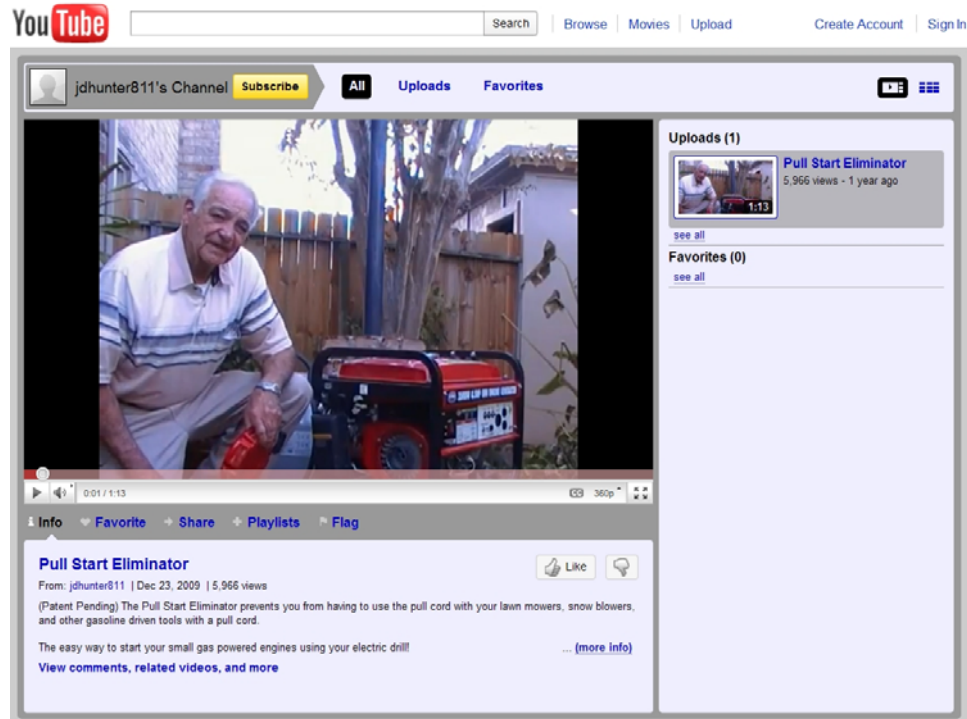 YouTube
Search
Browse
Movies
Upload
Create Account
Sign In
jdhunter811's Channel
Subscribe
All
Uploads
Favorites
Uploads (1)
Pull Start Eliminator
5,966 views - 1 year ago
1:13
see all
Favorites (0)
see all
0:01 / 1:13
CC
360p
Info
Favorite
Share
Playlists
Flag
Pull Start Eliminator
Like
From: jdhunter811 | Dec 23, 2009 | 5,966 views
(Patent Pending) The Pull Start Eliminator prevents you from having to use the pull cord with your lawn mowers, snow blowers,
and other gasoline driven tools with a pull cord.
The easy way to start your small gas powered engines using your electric drill!
... (more info)
View comments, related videos, and more